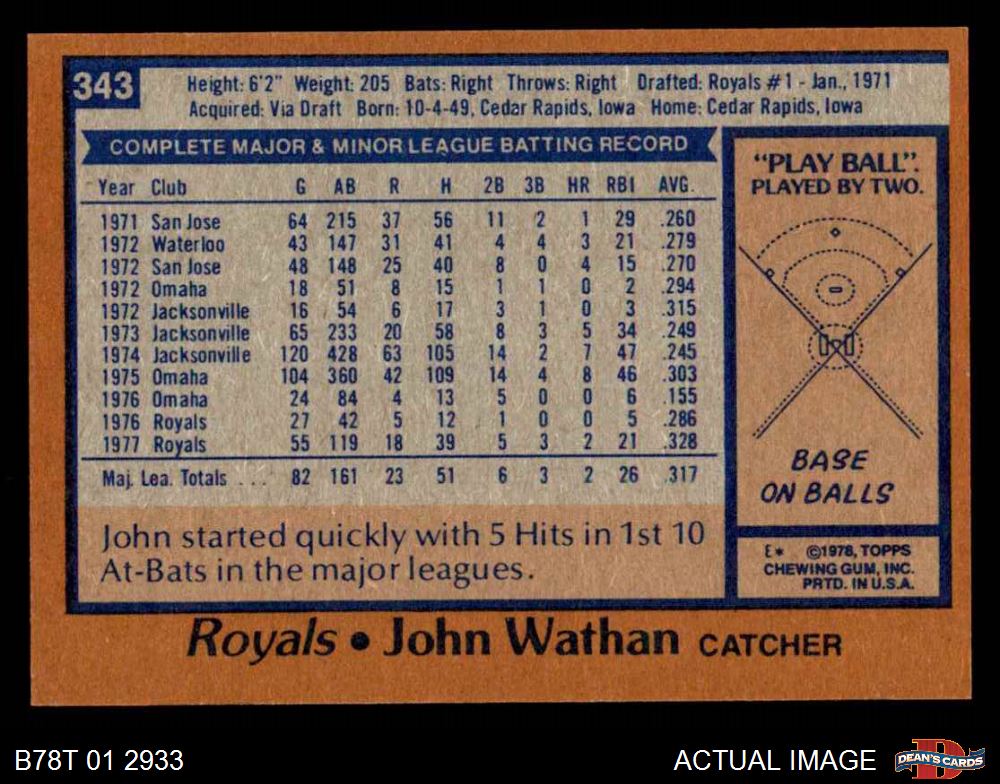 343
Height: 6'2" Weight: 205 Bats: Right Throws: Right Drafted: Royals #1 - Jan., 1971
Acquired: Via Draft Born: 10-4-49, Cedar Rapids, Iowa Home: Cedar Rapids, Iowa
COMPLETE MAJOR & MINOR LEAGUE BATTING RECORD
Year Club G AB R H 2B 3B HR RBI AVG.
1971 San Jose 64 215 37 56 11 2 1 29 .260
1972 Waterloo 43 147 31 41 4 4 3 21 .279
1972 San Jose 48 148 25 40 8 0 4 15 .270
1972 Omaha 18 51 8 15 1 1 0 2 .294
1972 Jacksonville 16 54 6 17 3 1 0 3 .315
1973 Jacksonville 65 233 20 58 8 3 5 34 .249
1974 Jacksonville 120 428 63 105 14 2 7 47 .245
1975 Omaha 104 360 42 109 14 4 8 46 .303
1976 Omaha 24 84 4 13 5 0 0 6 .155
1976 Royals 27 42 5 12 1 0 0 5 .286
1977 Royals 55 119 18 39 5 3 2 21 .328
Maj. Lea. Totals ... 82 161 23 51 6 3 2 26 .317
John started quickly with 5 Hits in 1st 10
At-Bats in the major leagues.
"PLAY BALL".
PLAYED BY TWO.
BASE
ON BALLS
E* ©1978, TOPPS
CHEWING GUM, INC.
PRTD. IN U.S.A.
Royals • John Wathan CATCHER
B78T 01 2933
ACTUAL IMAGE
DEAN'S CARDS